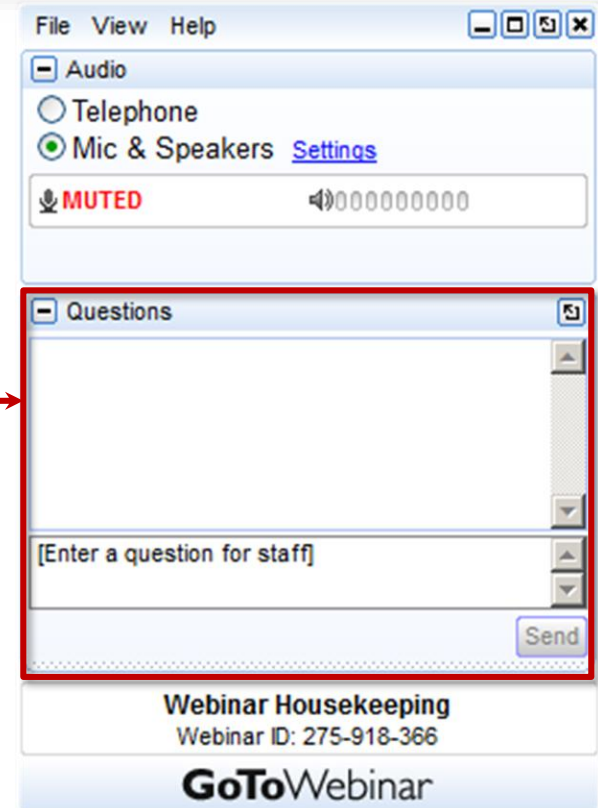 File View Help
Audio
Telephone
Mic & Speakers Settings
MUTED 000000000
Questions
[Enter a question for staff]
Send
Webinar Housekeeping
Webinar ID: 275-918-366
GoToWebinar